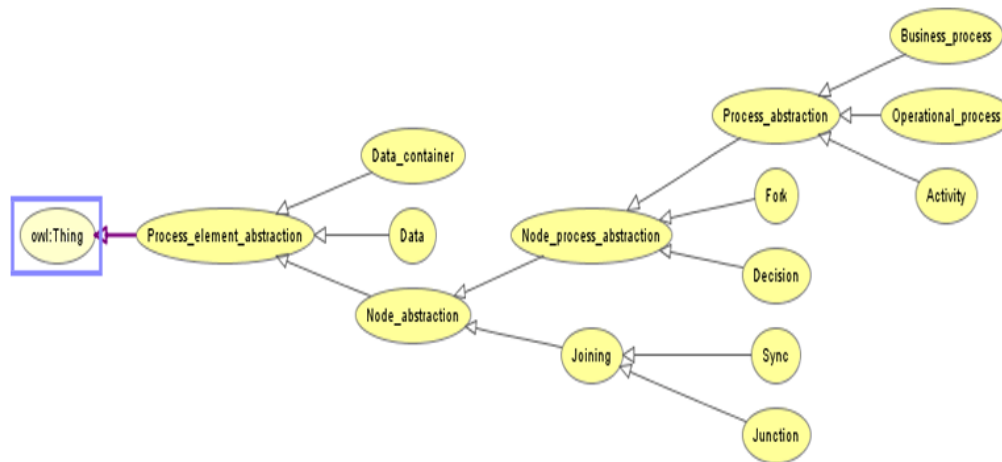 Business_process
Process_abstraction
Operational_process
Data_container
Fork
Activity
owl:Thing
Process_element_abstraction
Data
Node_process_abstraction
Decision
Node_abstraction
Joining
Sync
Junction